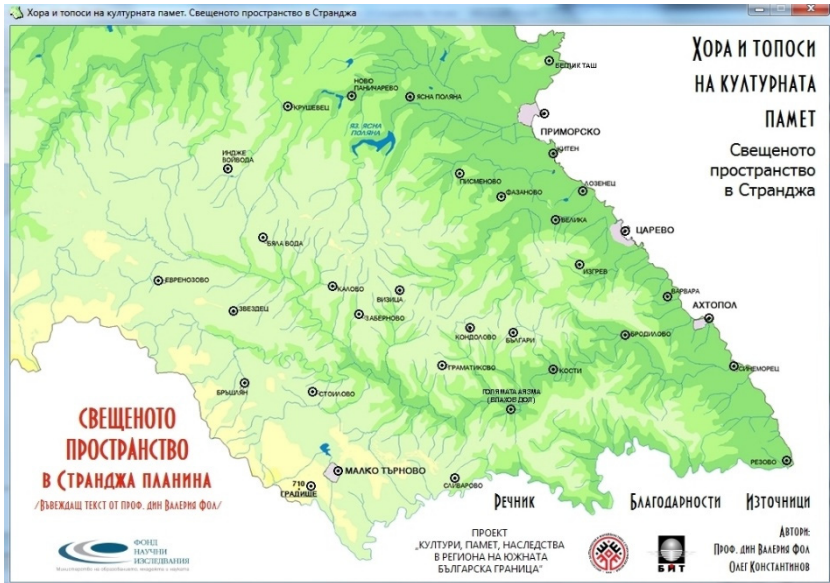 Хора и топоси на културната памет. Свещеното пространство в Странджа
ХОРА И ТОПОСИ
НА КУЛТУРНАТА
ПАМЕТ
Свещеното
пространство
в Странджа
БЕГЛИК ТАШ
НОВО
ПАНИЧАРЕВО
ЯСНА ПОЛЯНА
КРУШЕВЕЦ
ПРИМОРСКО
ЯЗ. ЯСНА
ПОЛЯНА
КИТЕН
ИНДЖЕ
ВОЙВОДА
ПИСМЕНОВО
ЛОЗЕНЕЦ
ФАЗАНОВО
ВЕЛИКА
ЦАРЕВО
БЯЛА ВОДА
ИЗГРЕВ
ЕВРЕНОЗОВО
КАЛОВО
ВИЗИЦА
ВАРВАРА
АХТОПОЛ
ЗВЕЗДЕЦ
ЗАБЕРНОВО
КОНДОЛОВО
БЪЛГАРИ
БРОДИЛОВО
ГРАМАТИКОВО
КОСТИ
СИНЕМОРЕЦ
БРЪШЛЯН
СТОИЛОВО
ГОЛЯМАТА АЯЗМА
(ВЛАХОВ ДОЛ)
СВЕЩЕНОТО
ПРОСТРАНСТВО
В СТРАНДЖА ПЛАНИНА
/ВЪВЕЖДАЩ ТЕКСТ ОТ ПРОФ. ДИН ВАЛЕРИЯ ФОЛ/
МАЛКО ТЪРНОВО
РЕЗОВО
710
ГРАДИЩЕ
СЛИВАРОВО
РЕЧНИК
БЛАГОДАРНОСТИ
ИЗТОЧНИЦИ
ФОНД
НАУЧНИ
ИЗСЛЕДВАНИЯ
Министерство на образованието, младежта и науката
ПРОЕКТ
„КУЛТУРИ, ПАМЕТ, НАСЛЕДСТВА
В РЕГИОНА НА ЮЖНАТА
БЪЛГАРСКА ГРАНИЦА“
БИТ
АВТОРИ:
ПРОФ. ДИН ВАЛЕРИЯ ФОЛ
ОЛЕГ КОНСТАНТИНОВ